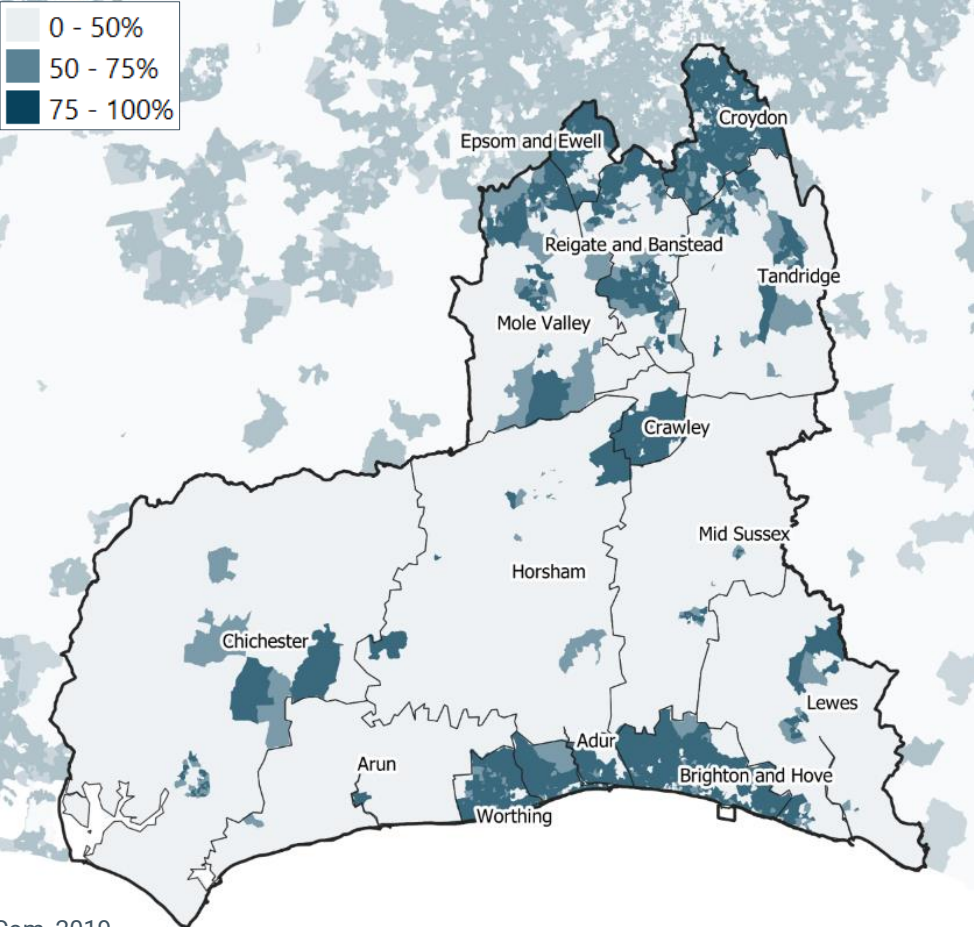 0 - 50%
50 - 75%
75 - 100%
Croydon
Epsom and Ewell
Reigate and Banstead
Tandridge
Mole Valley
Crawley
Mid Sussex
Horsham
Chichester
Lewes
Adur
Arun
Brighton and Hove
Worthing
2019